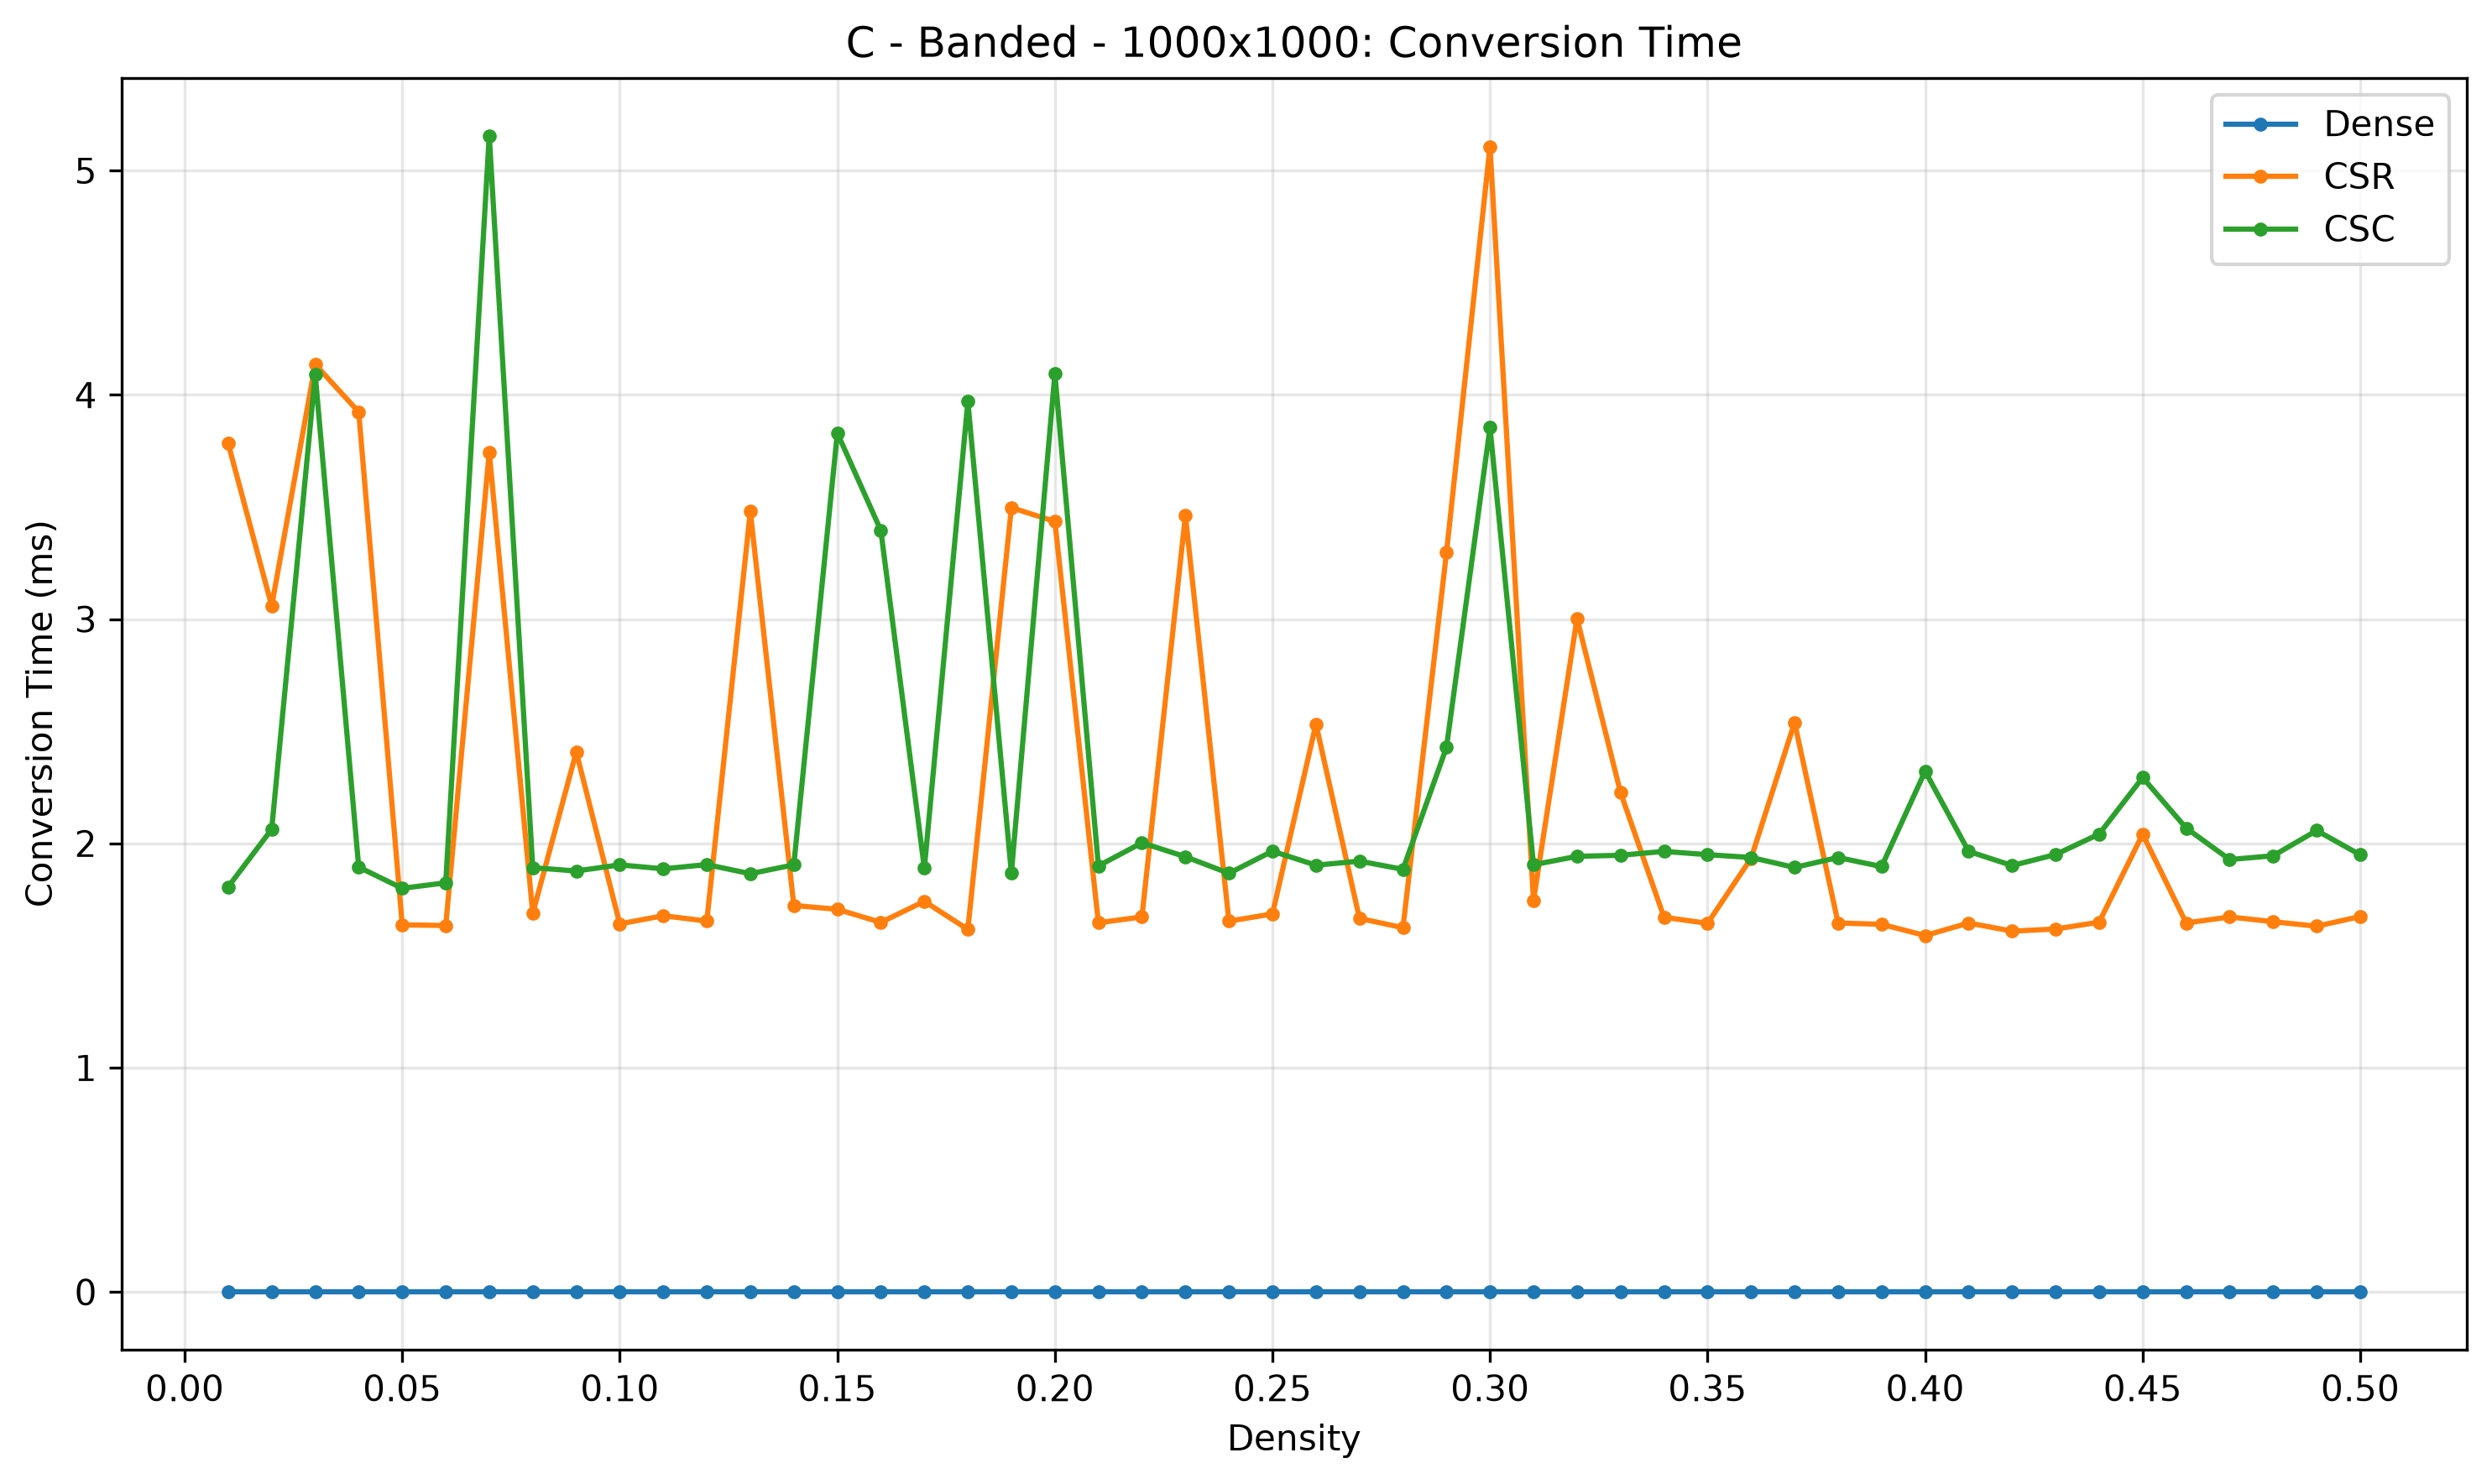 C - Banded - 1000x1000: Conversion Time
Dense
CSR
CSC
Conversion Time (ms)
5
4
3
2
1
0
0.00 0.05 0.10 0.15 0.20 0.25 0.30 0.35 0.40 0.45 0.50
Density